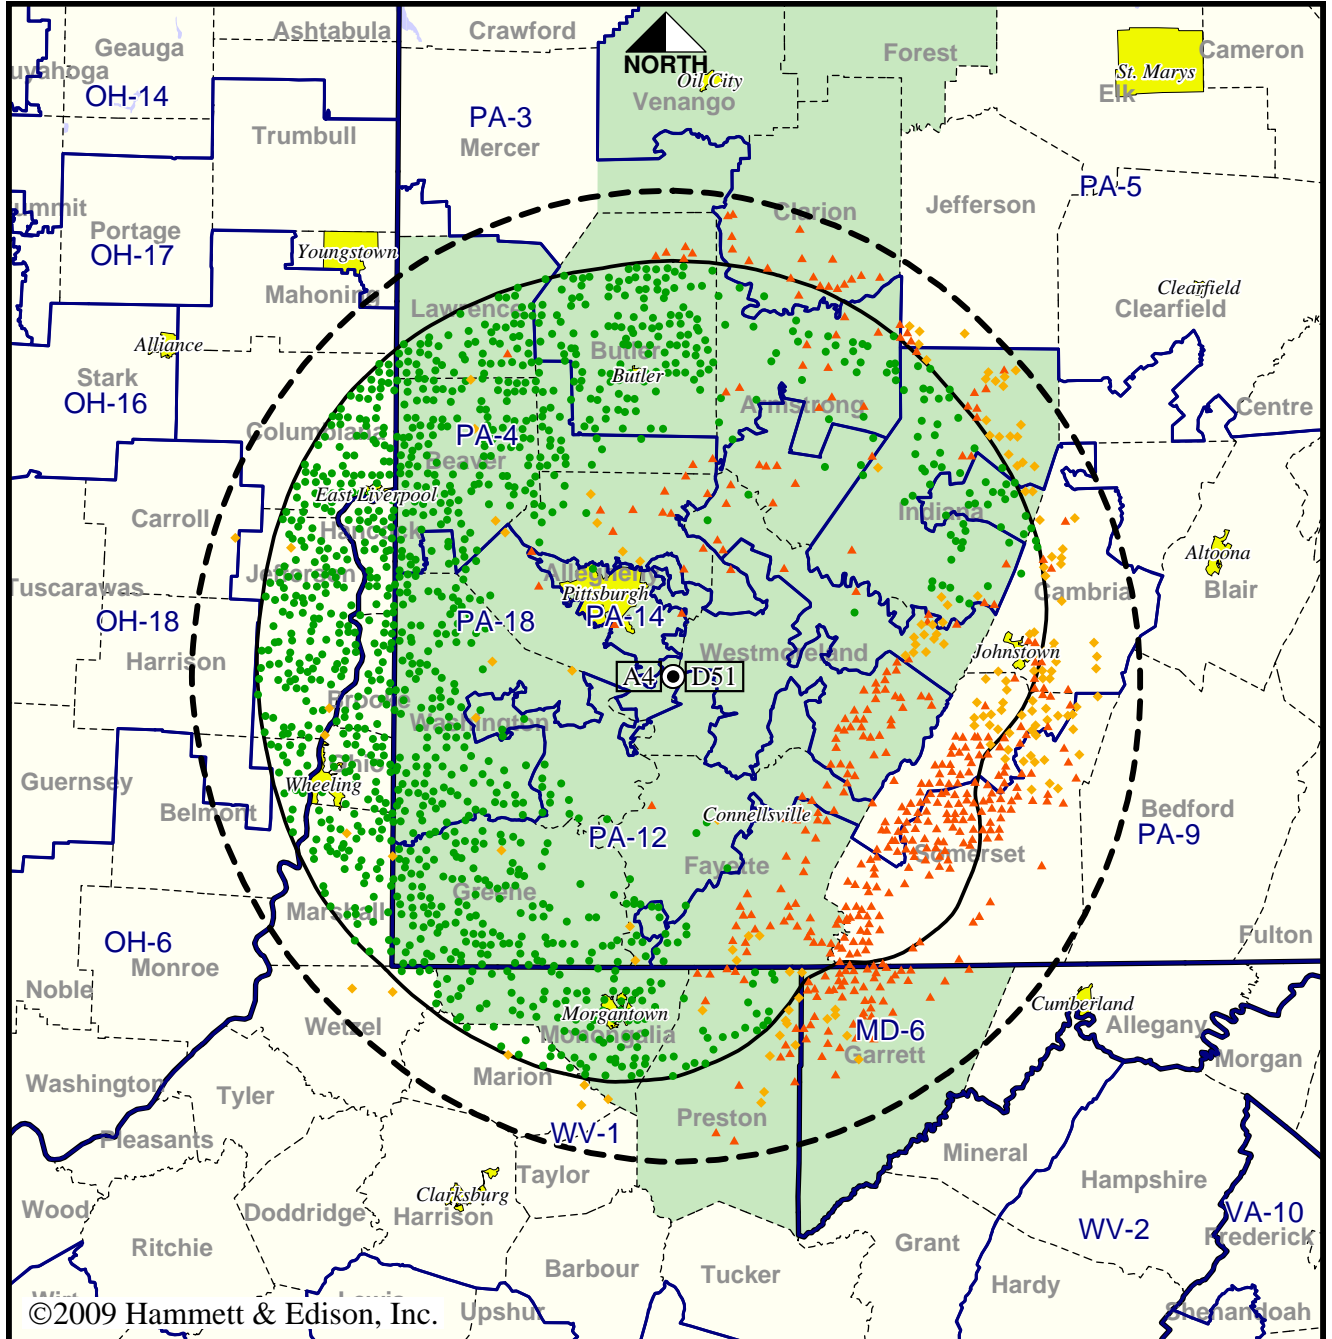 Geauga
Ashtabula
Crawford
Forest
Cameron
St. Marys
Elk
NORTH
Oil City
Venango
uyahoga
OH-14
PA-3
Mercer
Trumbull
PA-5
Jefferson
Clarion
ummit
Portage
OH-17
Youngstown
Mahoning
Lawrence
Clearfield
Clearfield
Alliance
Stark
OH-16
Butler
Butler
Armstrong
Centre
Columbiana
PA-4
Beaver
East Liverpool
Carroll
Hancock
Indiana
Altoona
Blair
Tuscarawas
OH-18
Jefferson
Allegheny
Pittsburgh
PA-14
PA-18
Cambria
Harrison
Westmoreland
Johnstown
A4
D51
Brooke
Washington
Guernsey
Ohio
Wheeling
Belmont
Connellsville
PA-12
Bedford
PA-9
Fayette
Somerset
Greene
Marshall
OH-6
Monroe
Fulton
Noble
Morgantown
Monongalia
Wetzel
MD-6
Garrett
Cumberland
Allegany
Morgan
Washington
Tyler
Marion
Preston
WV-1
Pleasants
Mineral
Taylor
Hampshire
Clarksburg
Harrison
Wood
Doddridge
WV-2
VA-10
Frederick
Ritchie
Grant
Barbour
Tucker
Hardy
Wirt
Lewis
Upshur
Shenandoah
©2009 Hammett & Edison, Inc.